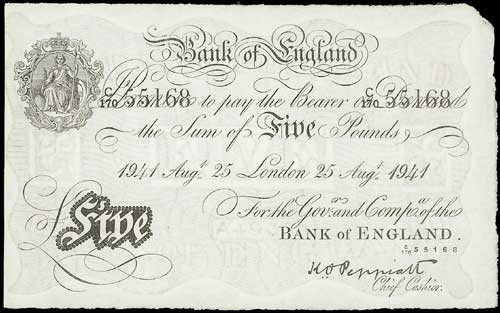 Bank of England
C/170 55168 C/170 55168
Promise to pay the Bearer on Demand
the Sum of Five Pounds
1941 Augt. 25 London 25 Augt. 1941
For the Govr. and Compa. of the
BANK OF ENGLAND.
Five
C/170 55168
K.O. Peppiatt
Chief Cashier.